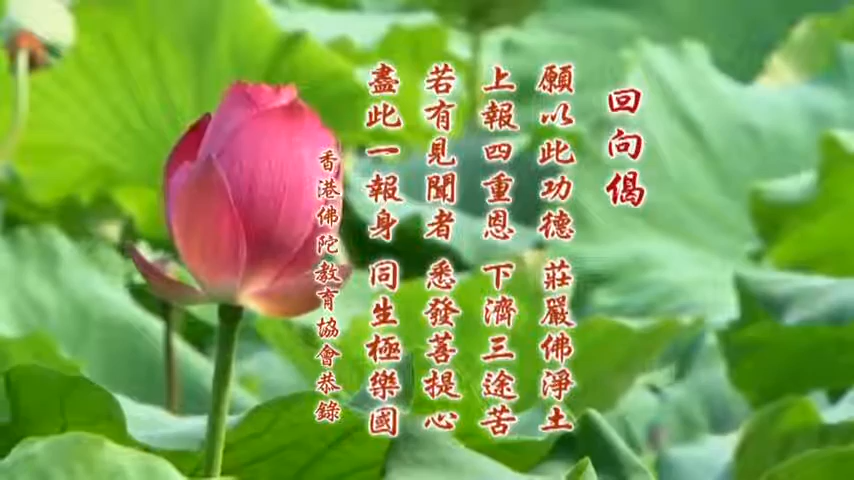 回向偈
願以此功德 莊嚴佛淨土
上報四重恩 下濟三途苦
若有見聞者 悉發菩提心
盡此一報身 同生極樂國
香港佛陀教育協會恭錄